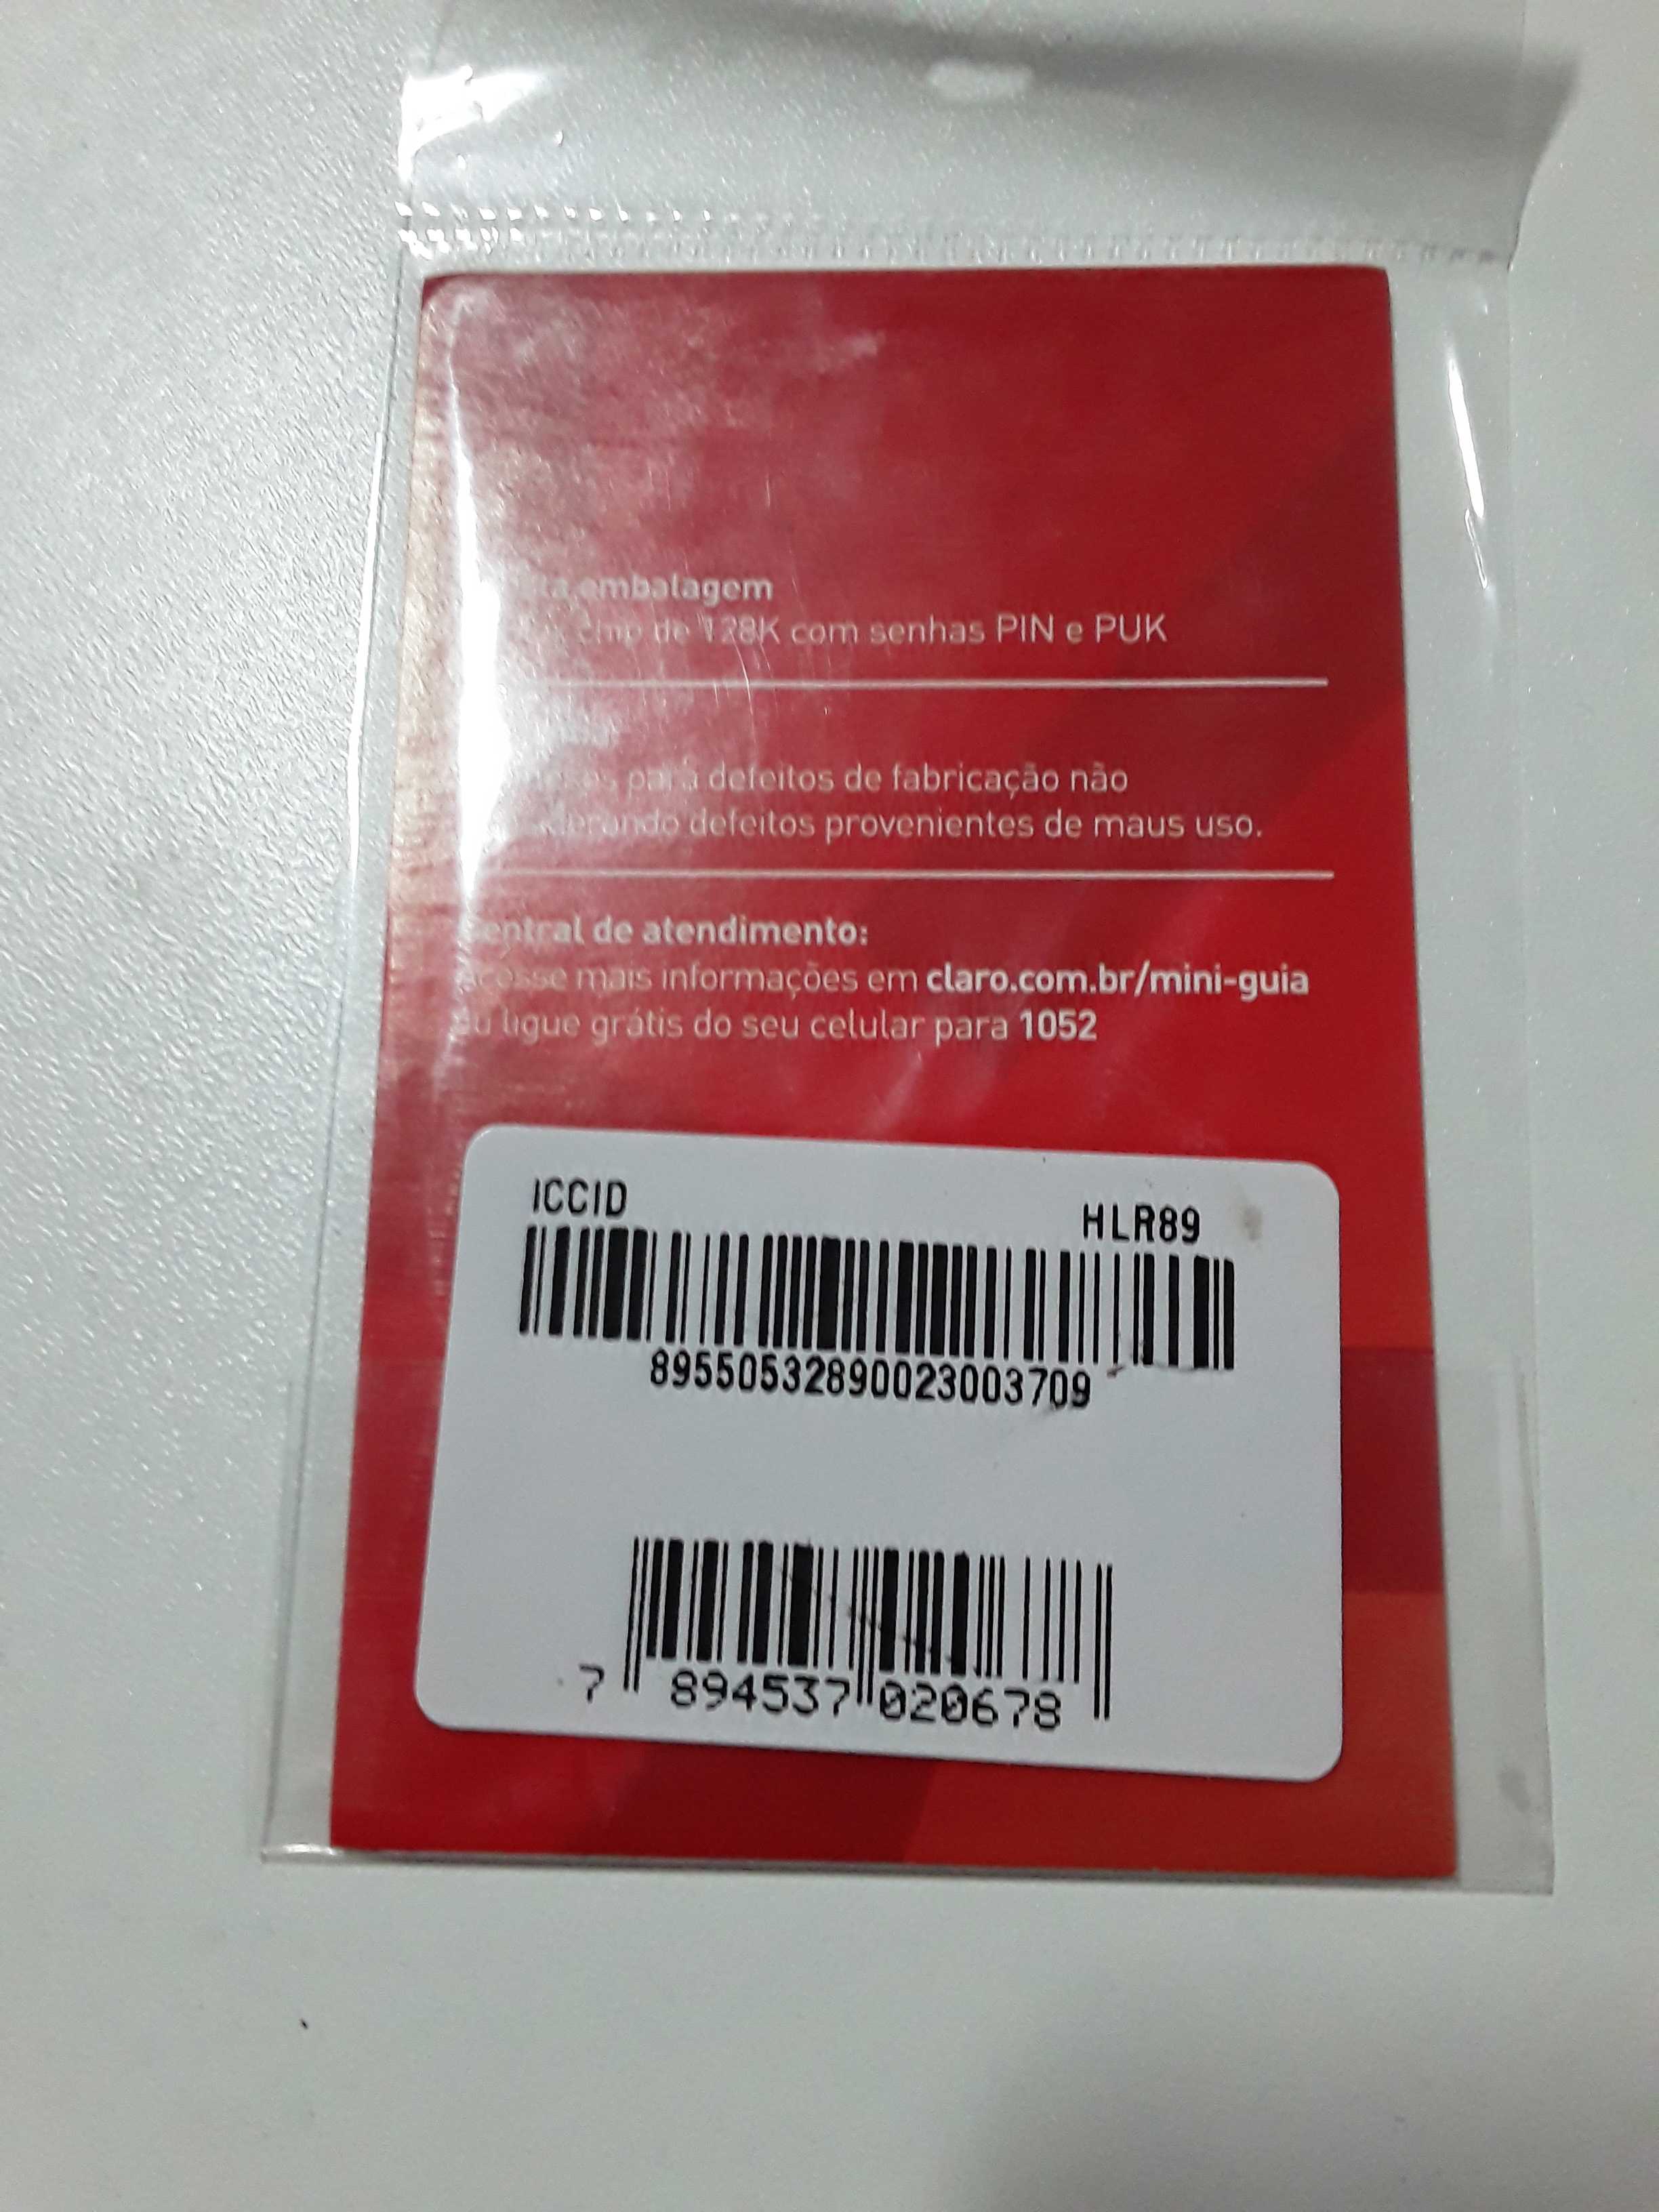 embalagem
chip de 128K com senhas PIN e PUK
para defeitos de fabricação não
defeitos provenientes de maus uso.
Central de atendimento:
Acesse mais informações em claro.com.br/mini-guia
ou ligue grátis do seu celular para 1052
ICCID HLR89
89550532890023003709
7 894537 020678